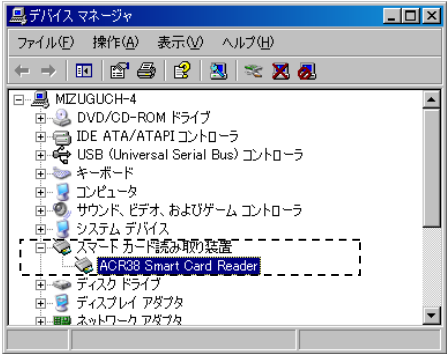 デバイス マネージャ
ファイル(F) 操作(A) 表示(V) ヘルプ(H)
MIZUGUCH-4
DVD/CD-ROM ドライブ
IDE ATA/ATAPI コントローラ
USB (Universal Serial Bus) コントローラ
キーボード
コンピュータ
サウンド、ビデオ、およびゲーム コントローラ
システム デバイス
スマート カード読み取り装置
ACR38 Smart Card Reader
ディスク ドライブ
ディスプレイ アダプタ
ネットワーク アダプタ